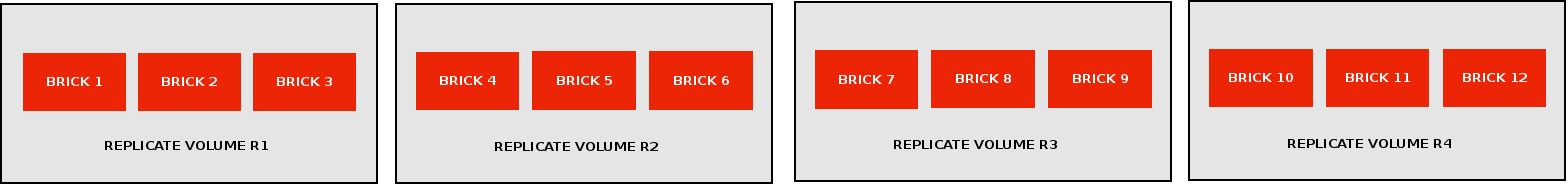 BRICK 1
BRICK 2
BRICK 3
REPLICATE VOLUME R1
BRICK 4
BRICK 5
BRICK 6
REPLICATE VOLUME R2
BRICK 7
BRICK 8
BRICK 9
REPLICATE VOLUME R3
BRICK 10
BRICK 11
BRICK 12
REPLICATE VOLUME R4